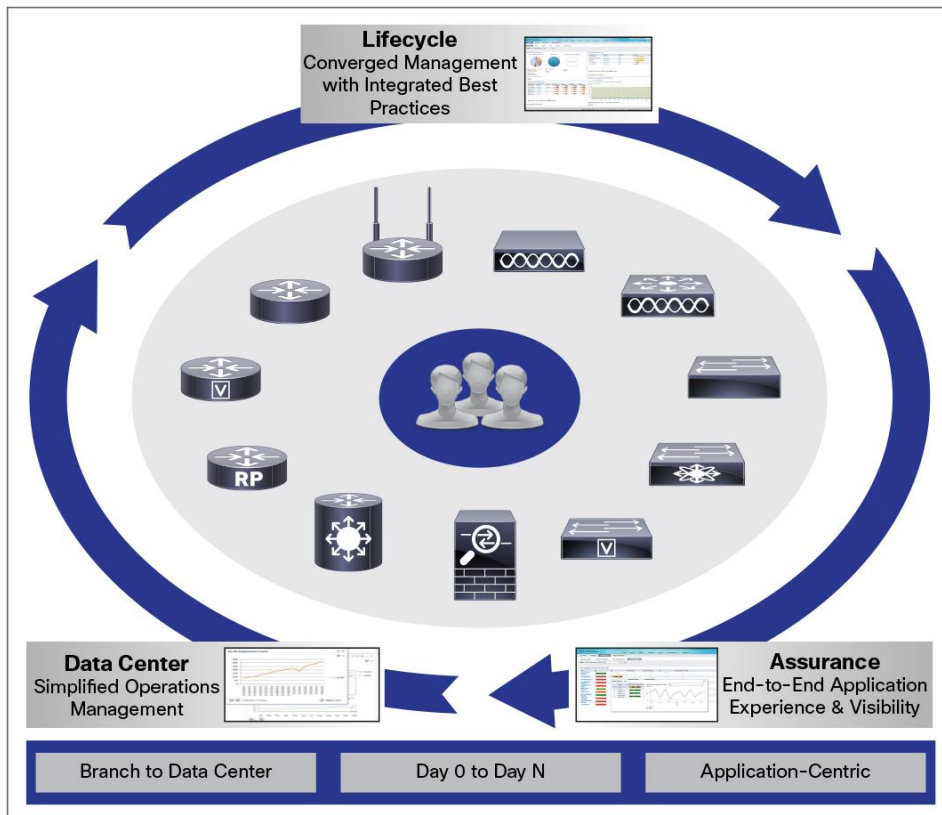 Lifecycle
Converged Management
with Integrated Best
Practices
V
RP
V
Data Center
Simplified Operations
Management
Assurance
End-to-End Application
Experience & Visibility
Branch to Data Center
Day 0 to Day N
Application-Centric